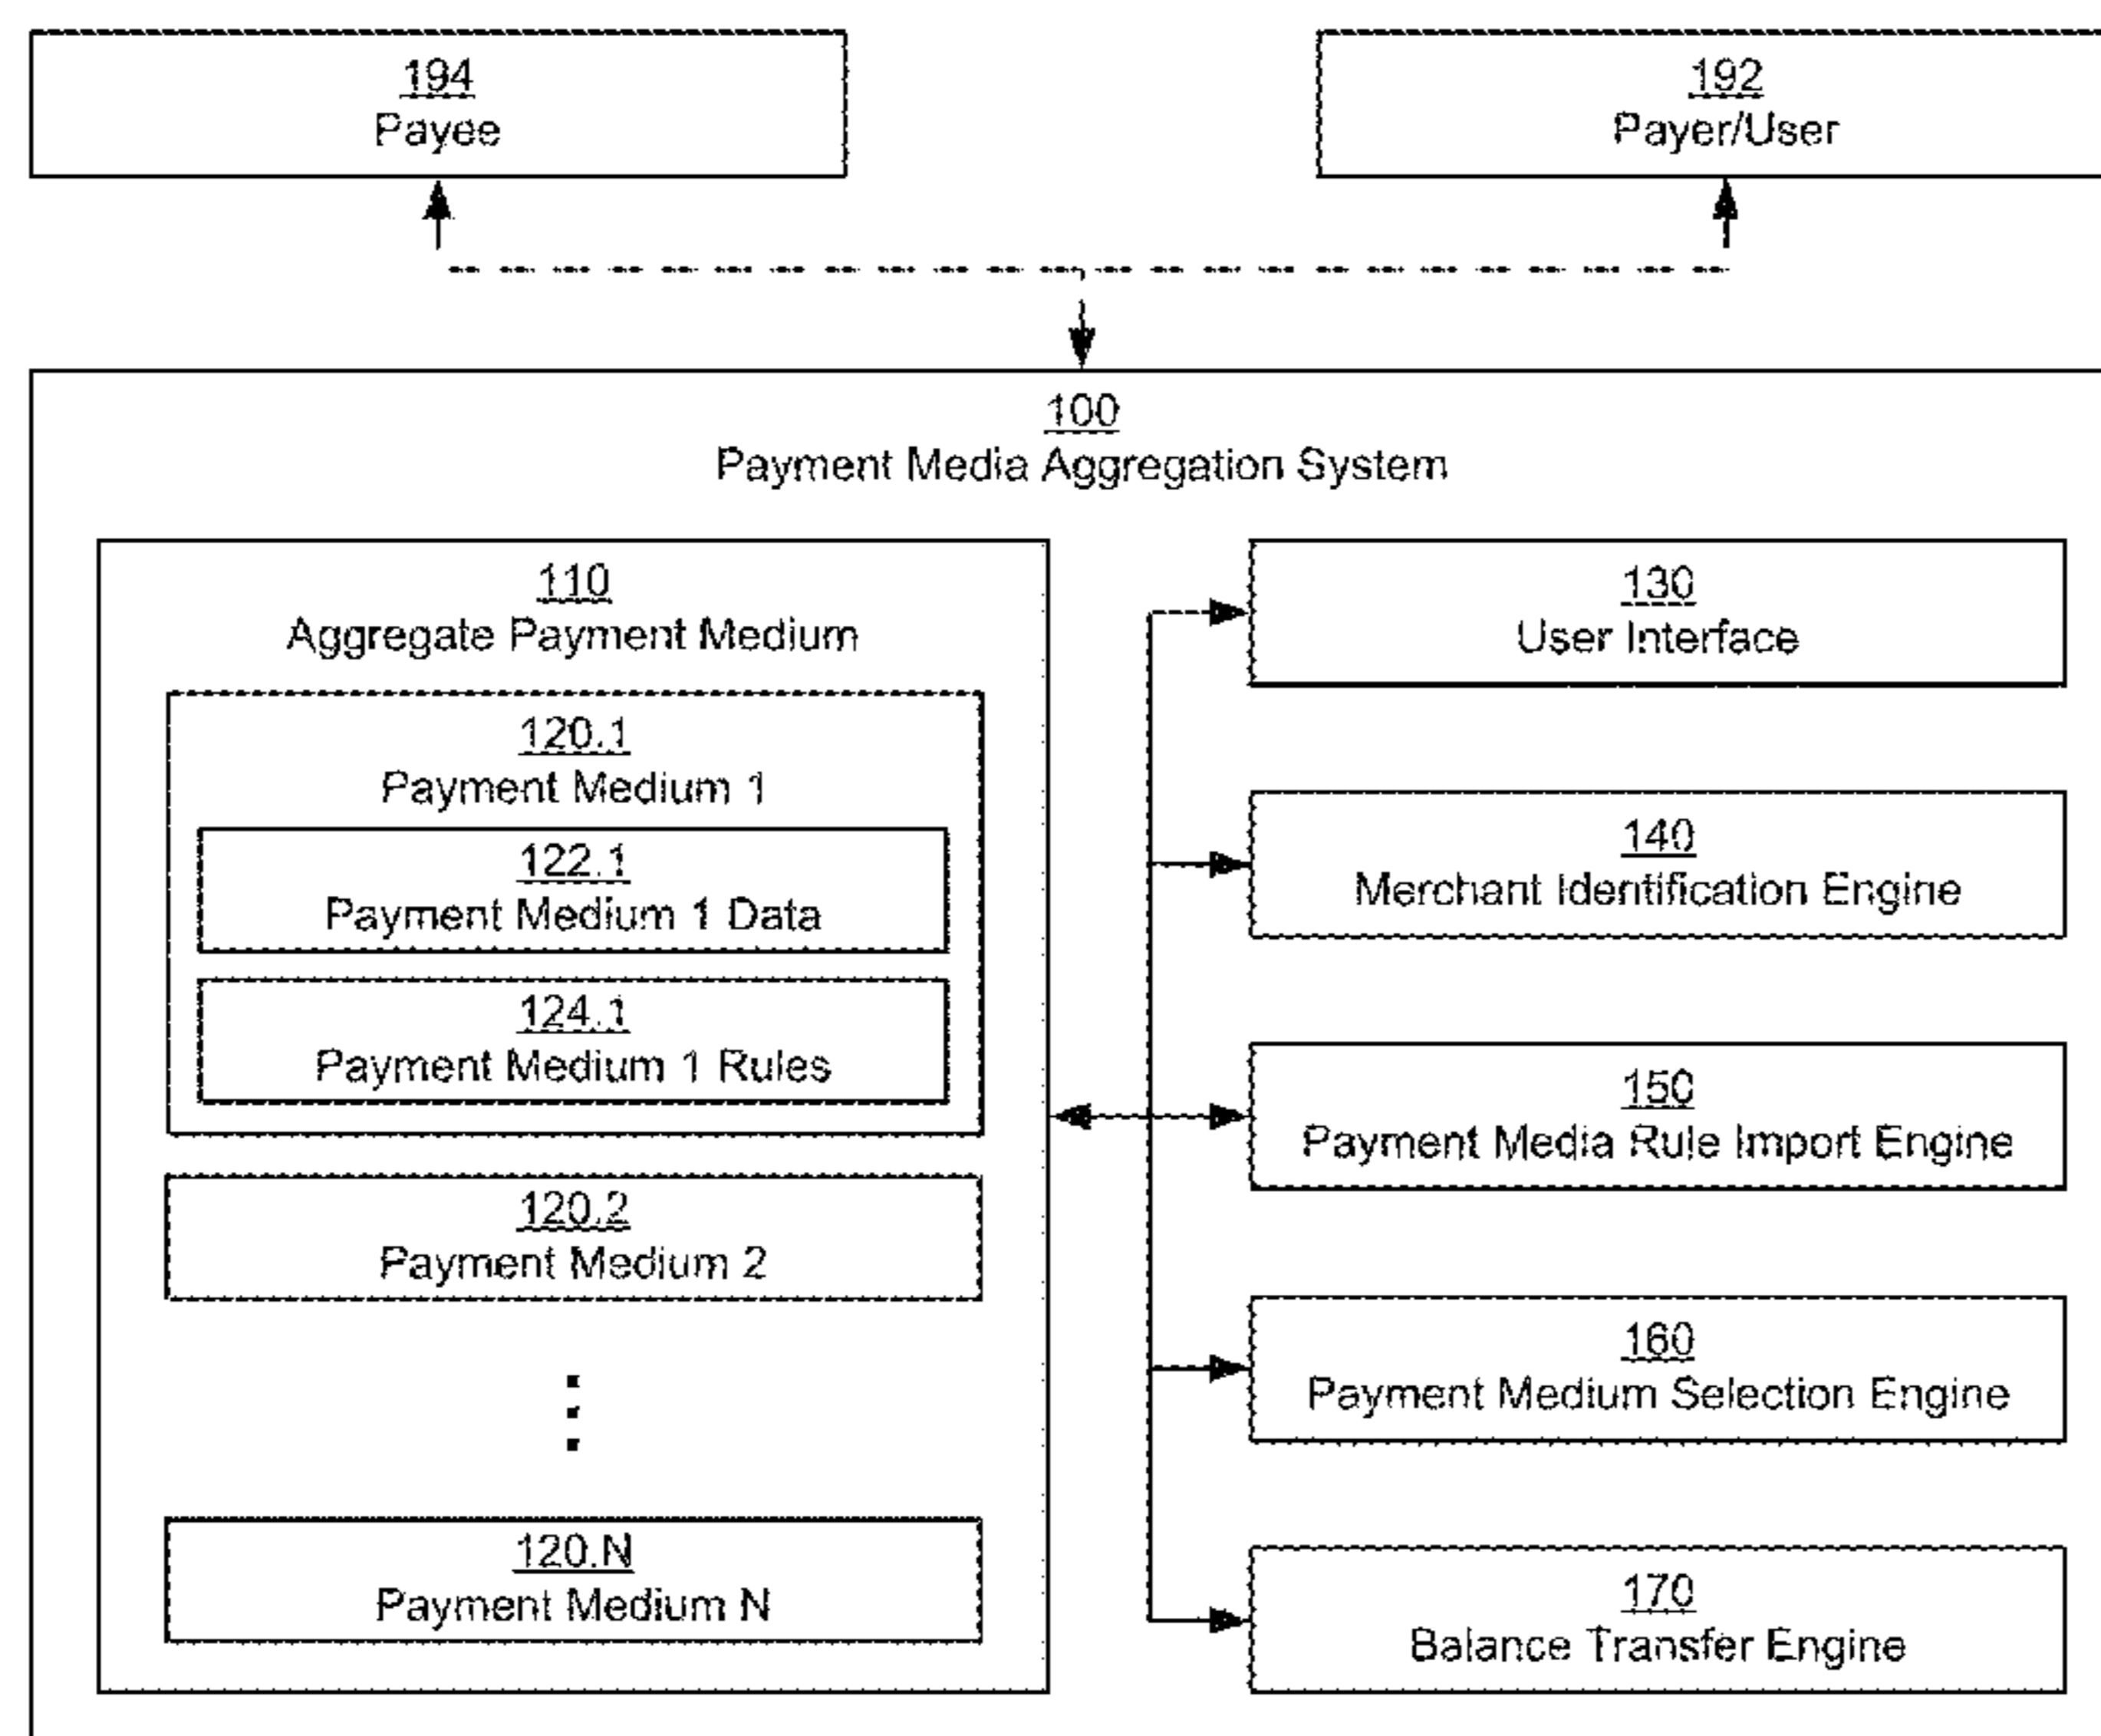 194
Payee
192
Payer/User
100
Payment Media Aggregation System
110
Aggregate Payment Medium
120.1
Payment Medium 1
122.1
Payment Medium 1 Data
124.1
Payment Medium 1 Rules
120.2
Payment Medium 2
120.N
Payment Medium N
130
User Interface
140
Merchant Identification Engine
150
Payment Media Rule Import Engine
160
Payment Medium Selection Engine
170
Balance Transfer Engine